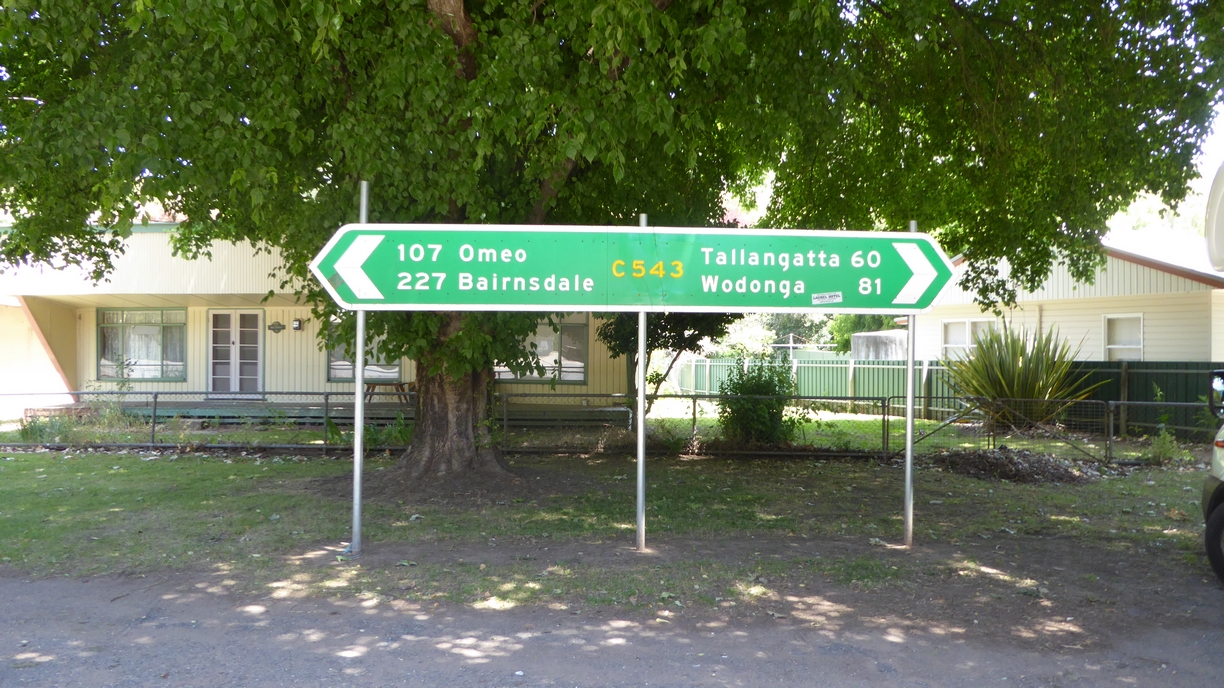 107 Omeo
227 Bairnsdale
C543
Tallangatta 60
Wodonga 81